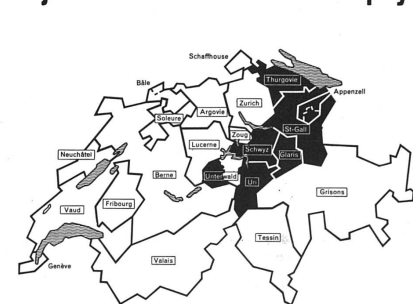 Schaffhouse
Thurgovie
Bâle
Appenzell
Zurich
Argovie
Soleure
St-Gall
Zoug
Lucerne
Schwyz
Neuchâtel
Glaris
Berne
Unterwald
Uri
Grisons
Fribourg
Vaud
Tessin
Valais
Genève